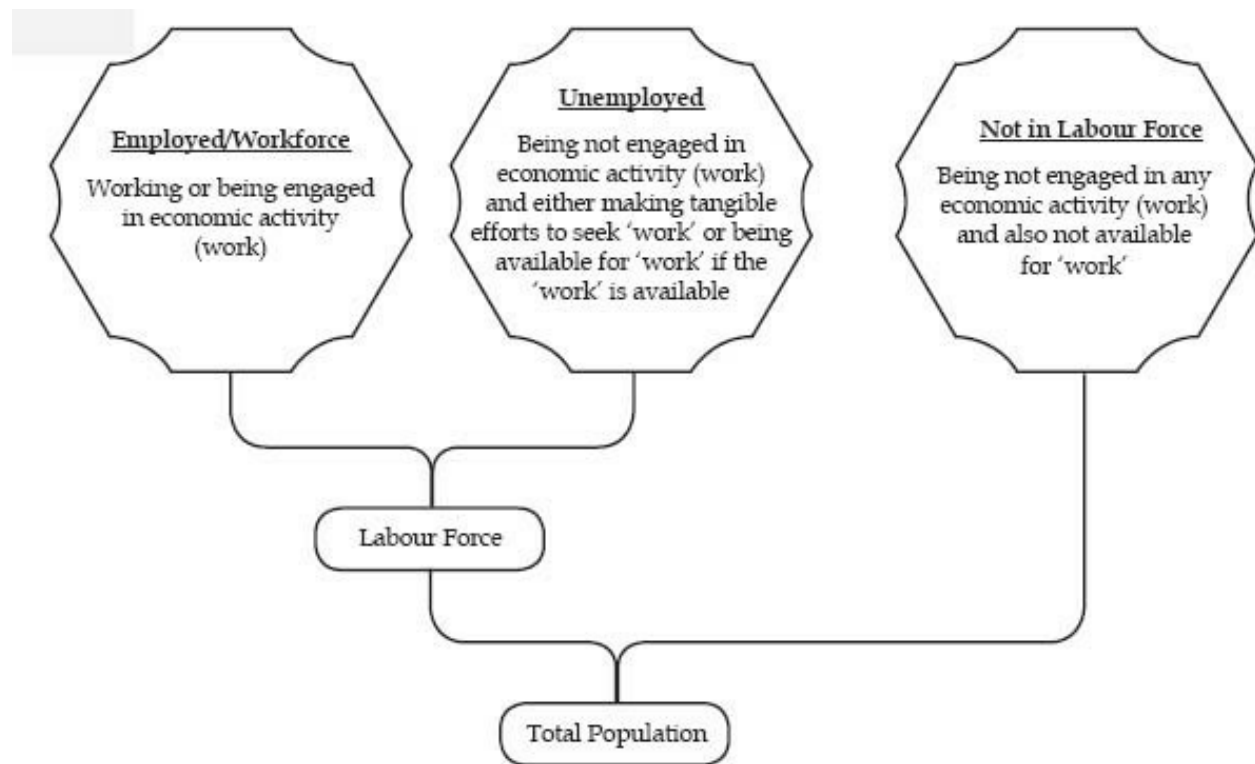 Employed/Workforce
Working or being engaged
in economic activity
(work)
Unemployed
Being not engaged in
economic activity (work)
and either making tangible
efforts to seek ‘work’ or being
available for ‘work’ if the
‘work’ is available
Not in Labour Force
Being not engaged in any
economic activity (work)
and also not available
for ‘work’
Labour Force
Total Population